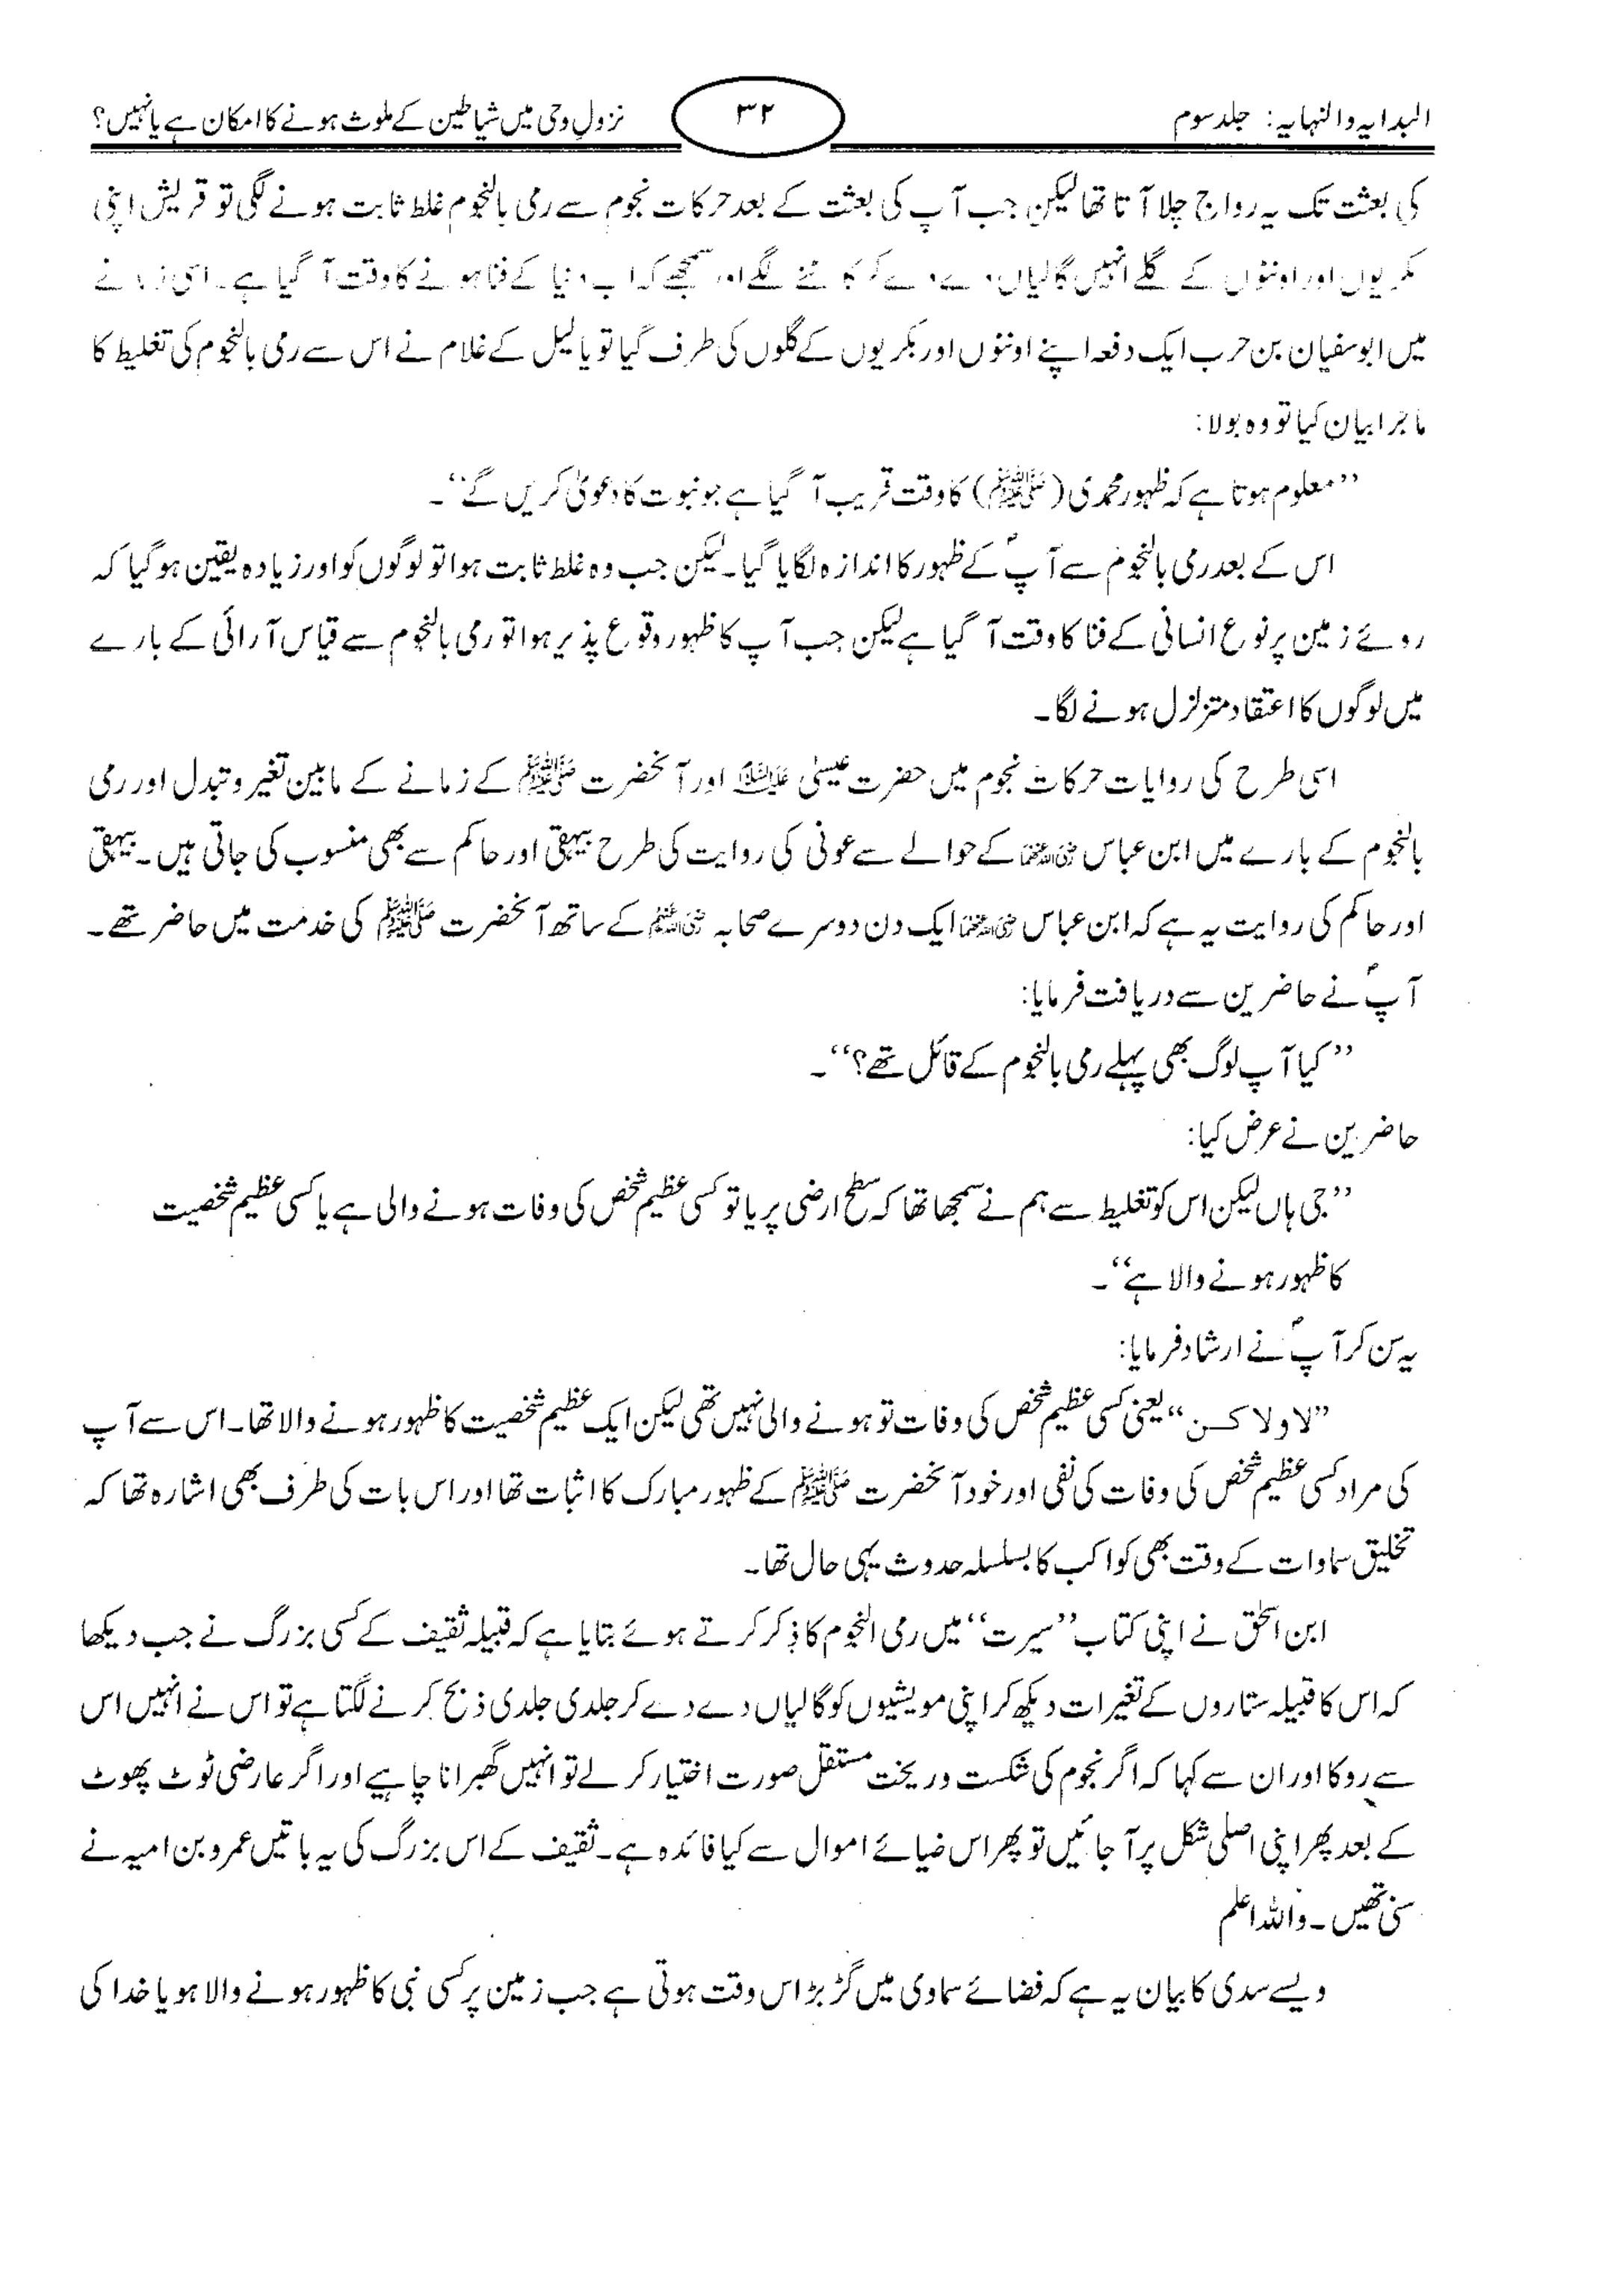 البدایہ والنہایہ: جلد سوم
۳۲
نزولِ وحی میں شیاطین کے ملوث ہونے کا امکان ہے یا نہیں؟
کی بعثت تک یہ رواج چلا آتا تھا لیکن جب آپ کی بعثت کے بعد حرکات نجوم سے رمی بالنجوم غلط ثابت ہونے لگی تو قریش اپنی
بکریوں اور اونٹوں کے گلے انہیں گالیاں دے دے کر کاٹنے لگے اور سمجھے کہ اب دنیا کے فنا ہونے کا وقت آ گیا ہے۔ اسی زمانے
میں ابوسفیان بن حرب ایک دفعہ اپنے اونٹوں اور بکریوں کے گلوں کی طرف گیا تو یا لیل کے غلام نے اس سے رمی بالنجوم کی تغلیط کا
ماجرا بیان کیا تو وہ بولا:
’’معلوم ہوتا ہے کہ ظہور محمدی (ﷺ) کا وقت قریب آ گیا ہے جو نبوت کا دعویٰ کریں گے‘‘۔
اس کے بعد رمی بالنجوم سے آپؐ کے ظہور کا اندازہ لگایا گیا۔ لیکن جب وہ غلط ثابت ہوا تو لوگوں کو اور زیادہ یقین ہو گیا کہ
روئے زمین پر نوع انسانی کے فنا کا وقت آ گیا ہے لیکن جب آپ کا ظہور وقوع پذیر ہوا تو رمی بالنجوم سے قیاس آرائی کے بارے
میں لوگوں کا اعتقاد متزلزل ہونے لگا۔
اسی طرح کی روایات حرکات نجوم میں حضرت عیسیٰ علیہ السلام اور آنحضرت ﷺ کے زمانے کے مابین تغیر و تبدل اور رمی
بالنجوم کے بارے میں ابن عباس رضی اللہ عنہما کے حوالے سے عوفی کی روایت کی طرح بیہقی اور حاکم سے بھی منسوب کی جاتی ہیں۔ بیہقی
اور حاکم کی روایت یہ ہے کہ ابن عباس رضی اللہ عنہما ایک دن دوسرے صحابہ رضی اللہ عنہم کے ساتھ آنحضرت ﷺ کی خدمت میں حاضر تھے۔
آپؐ نے حاضرین سے دریافت فرمایا:
’’کیا آپ لوگ بھی پہلے رمی بالنجوم کے قائل تھے؟‘‘۔
حاضرین نے عرض کیا:
’’جی ہاں لیکن اس کو تغلیط سے ہم نے سمجھا تھا کہ سطح ارضی پر یا تو کسی عظیم شخص کی وفات ہونے والی ہے یا کسی عظیم شخصیت
کا ظہور ہونے والا ہے‘‘۔
یہ سن کر آپؐ نے ارشاد فرمایا:
’’لا ولا کن‘‘ یعنی کسی عظیم شخص کی وفات تو ہونے والی نہیں تھی لیکن ایک عظیم شخصیت کا ظہور ہونے والا تھا۔ اس سے آپ
کی مراد کسی عظیم شخص کی وفات کی نفی اور خود آنحضرت ﷺ کے ظہور مبارک کا اثبات تھا اور اس بات کی طرف بھی اشارہ تھا کہ
تخلیق سماوات کے وقت بھی کواکب کا بسلسلہ حدوث یہی حال تھا۔
ابن اسحٰق نے اپنی کتاب ’’سیرت‘‘ میں رمی النجوم کا ذکر کرتے ہوئے بتایا ہے کہ قبیلہ ثقیف کے کسی بزرگ نے جب دیکھا
کہ اس کا قبیلہ ستاروں کے تغیرات دیکھ کر اپنی مویشیوں کو گالیاں دے دے کر جلدی جلدی ذبح کرنے لگتا ہے تو اس نے انہیں اس
سے روکا اور ان سے کہا کہ اگر نجوم کی شکست و ریخت مستقل صورت اختیار کر لے تو انہیں گھبرانا چاہیے اور اگر عارضی ٹوٹ پھوٹ
کے بعد پھر اپنی اصلی شکل پر آ جائیں تو پھر اس ضیائے اموال سے کیا فائدہ ہے۔ ثقیف کے اس بزرگ کی یہ باتیں عمرو بن امیہ نے
سنی تھیں۔ واللہ اعلم
ویسے سدی کا بیان یہ ہے کہ فضائے سماوی میں گڑبڑ اس وقت ہوتی ہے جب زمین پر کسی نبی کا ظہور ہونے والا ہو یا خدا کی